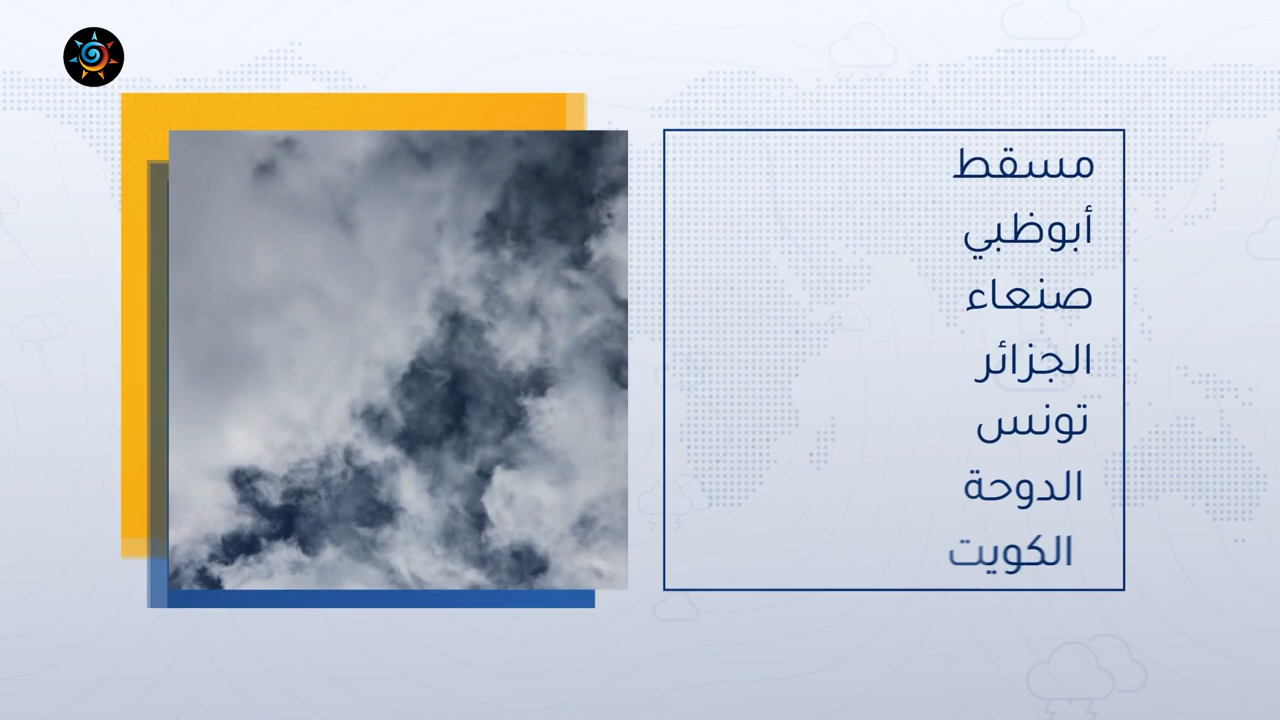 مسقط
أبوظبي
صنعاء
الجزائر
تونس
الدوحة
الكويت